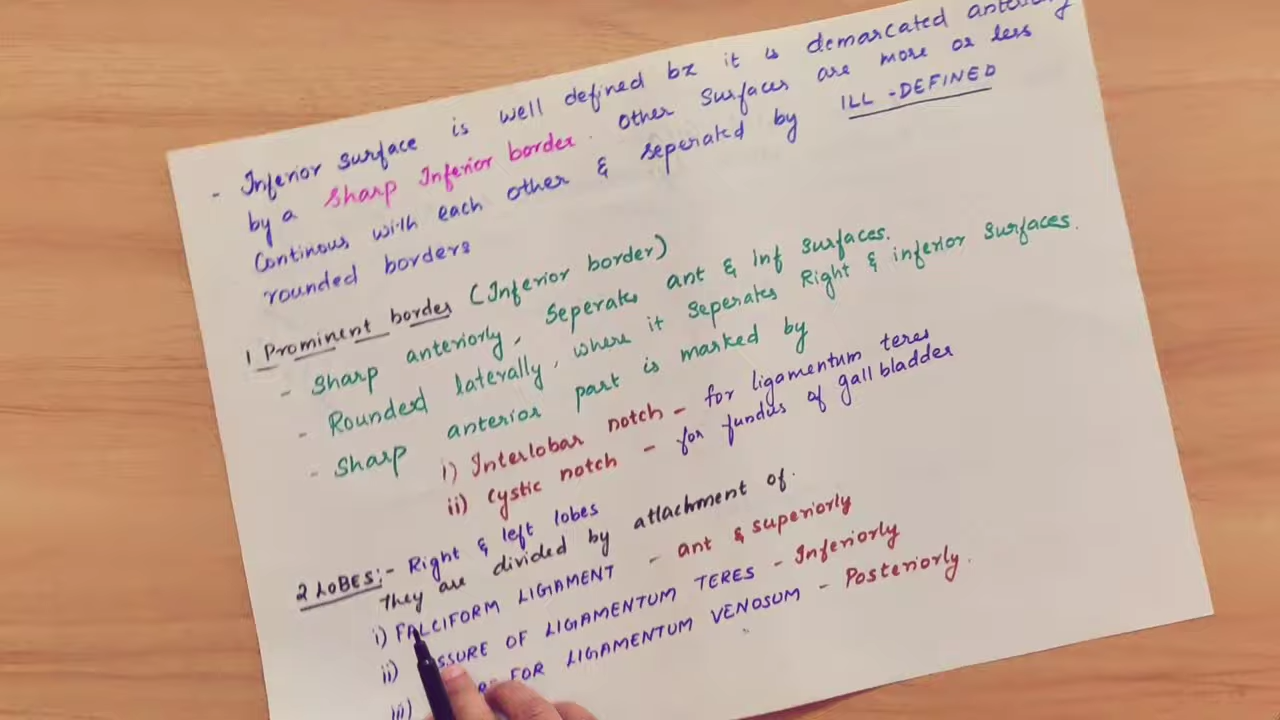 - Inferior surface is well defined bz it is demarcated
by a sharp Inferior border. Other surfaces are more or less
Continous with each other & seperated by ILL-DEFINED
rounded borders
1 Prominent border (Inferior border)
- Sharp anteriorly, seperates ant & inf surfaces.
- Rounded laterally, where it seperates Right & inferior surfaces.
- Sharp anterior part is marked by
i) Interlobar notch - for ligamentum teres
ii) Cystic notch - for fundus of gall bladder
2 LOBES:- Right & left lobes
They are divided by attachment of.
i) FALCIFORM LIGAMENT - ant & superiorly
ii) SSURE OF LIGAMENTUM TERES - Inferiorly
iii) FOR LIGAMENTUM VENOSUM - Posteriorly.